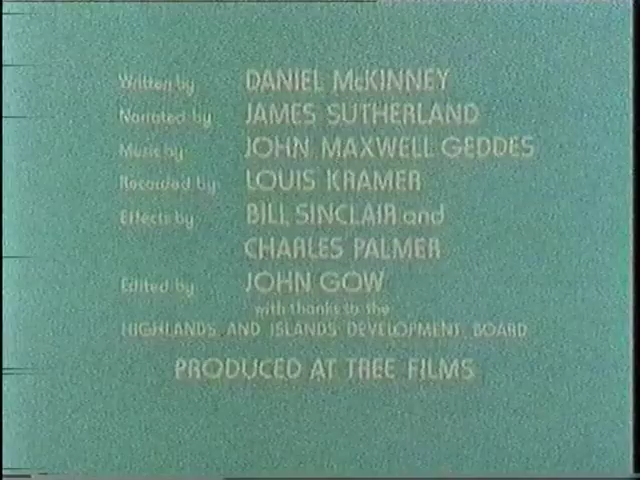 Written by DANIEL McKINNEY
Narrated by JAMES SUTHERLAND
Music by JOHN MAXWELL GEDDES
Recorded by LOUIS KRAMER
Effects by BILL SINCLAIR and
CHARLES PALMER
Edited by JOHN GOW
with thanks to the
HIGHLANDS AND ISLANDS DEVELOPMENT BOARD
PRODUCED AT TREE FILMS